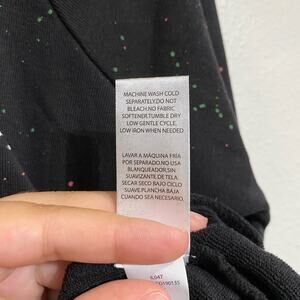 MACHINE WASH COLD
SEPARATELY.DO NOT
BLEACH.NO FABRIC
SOFTENER.TUMBLE DRY
LOW GENTLE CYCLE.
LOW IRON WHEN NEEDED
LAVAR A MAQUINA FRIA
POR SEPARADO.NO USA
BLANQUEADOR.SIN
SUAVIZANTE DE TELA.
SECAR SECO BAJO CICLO
SUAVE.PLANCHA BAJA
CUANDO SEA NECESARIO.